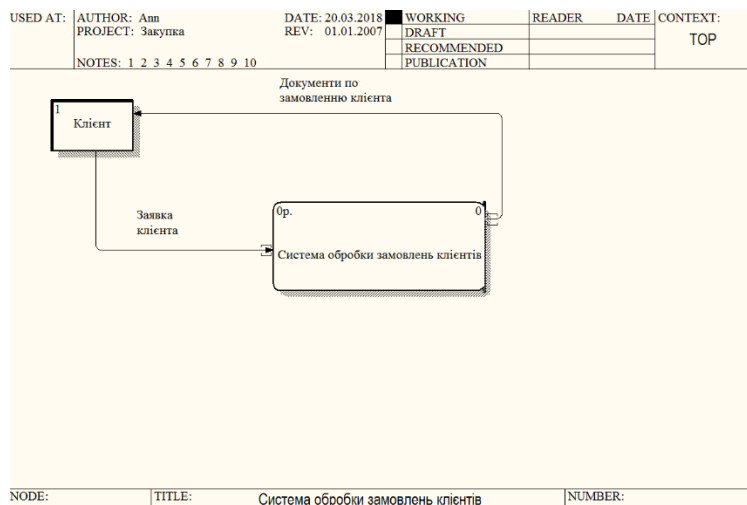 USED AT:
AUTHOR: Ann
DATE: 20.03.2018
WORKING
READER
DATE
CONTEXT:
PROJECT: Закупка
REV: 01.01.2007
DRAFT
TOP
RECOMMENDED
NOTES: 1 2 3 4 5 6 7 8 9 10
PUBLICATION
Документи по
замовленню клієнта
1
Клієнт
Заявка
клієнта
0р.
0
Система обробки замовлень клієнтів
NODE:
TITLE:
Система обробки замовлень клієнтів
NUMBER: